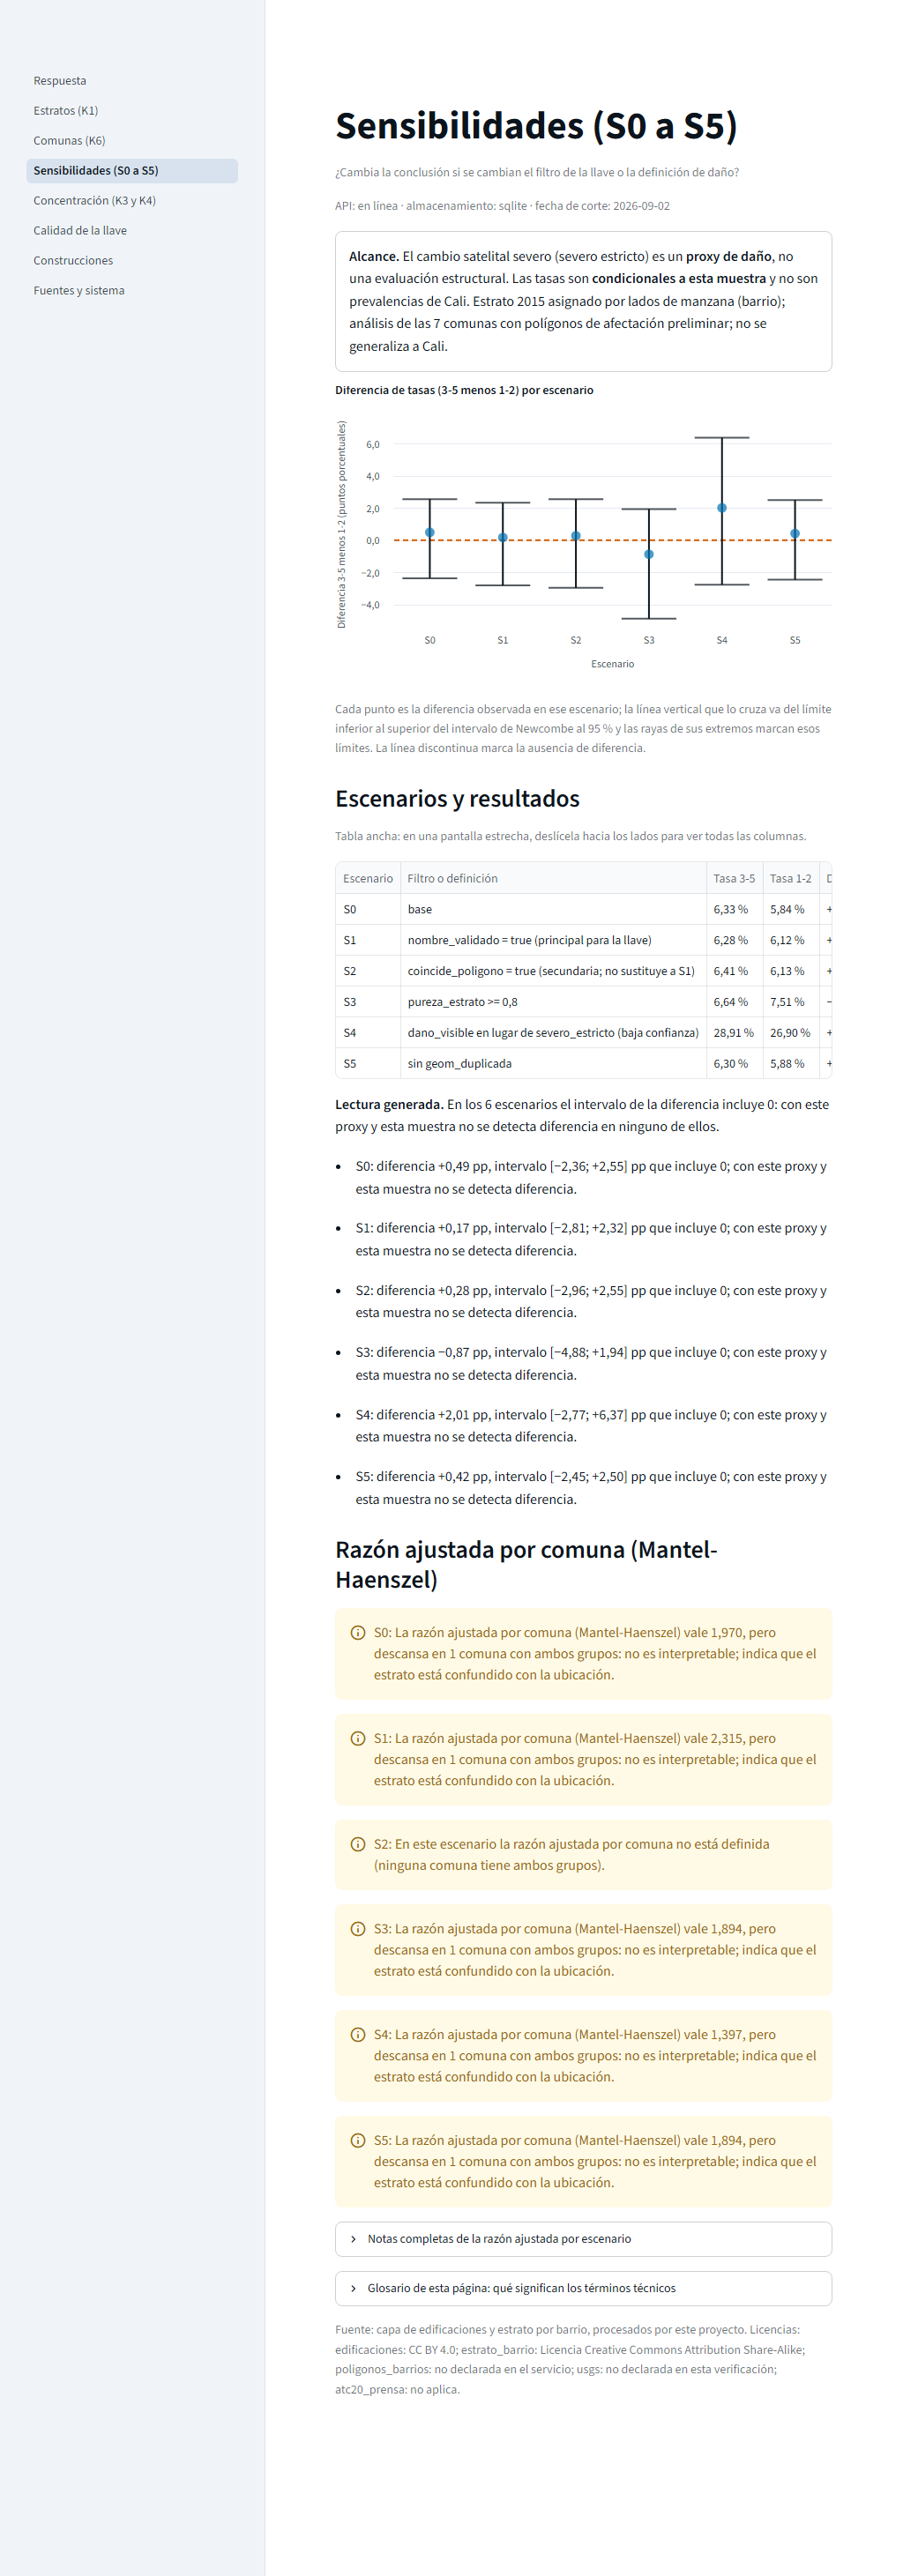 Respuesta
Estratos (K1)
Comunas (K6)
Sensibilidades (S0 a S5)
Concentración (K3 y K4)
Calidad de la llave
Construcciones
Fuentes y sistema
Sensibilidades (S0 a S5)
¿Cambia la conclusión si se cambian el filtro de la llave o la definición de daño?
API: en línea · almacenamiento: sqlite · fecha de corte: 2026-09-02
Alcance. El cambio satelital severo (severo estricto) es un proxy de daño, no
una evaluación estructural. Las tasas son condicionales a esta muestra y no son
prevalencias de Cali. Estrato 2015 asignado por lados de manzana (barrio);
análisis de las 7 comunas con polígonos de afectación preliminar; no se
generaliza a Cali.
Diferencia de tasas (3-5 menos 1-2) por escenario
Diferencia 3-5 menos 1-2 (puntos porcentuales)
6,0
4,0
2,0
0,0
−2,0
−4,0
S0 S1 S2 S3 S4 S5
Escenario
Cada punto es la diferencia observada en ese escenario; la línea vertical que lo cruza va del límite
inferior al superior del intervalo de Newcombe al 95 % y las rayas de sus extremos marcan esos
límites. La línea discontinua marca la ausencia de diferencia.
Escenarios y resultados
Tabla ancha: en una pantalla estrecha, deslícela hacia los lados para ver todas las columnas.
Escenario Filtro o definición Tasa 3-5 Tasa 1-2 D
S0 base 6,33 % 5,84 % +
S1 nombre_validado = true (principal para la llave) 6,28 % 6,12 % +
S2 coincide_poligono = true (secundaria; no sustituye a S1) 6,41 % 6,13 % +
S3 pureza_estrato >= 0,8 6,64 % 7,51 % −
S4 dano_visible en lugar de severo_estricto (baja confianza) 28,91 % 26,90 % +
S5 sin geom_duplicada 6,30 % 5,88 % +
Lectura generada. En los 6 escenarios el intervalo de la diferencia incluye 0: con este
proxy y esta muestra no se detecta diferencia en ninguno de ellos.
• S0: diferencia +0,49 pp, intervalo [−2,36; +2,55] pp que incluye 0; con este proxy y
esta muestra no se detecta diferencia.
• S1: diferencia +0,17 pp, intervalo [−2,81; +2,32] pp que incluye 0; con este proxy y
esta muestra no se detecta diferencia.
• S2: diferencia +0,28 pp, intervalo [−2,96; +2,55] pp que incluye 0; con este proxy y
esta muestra no se detecta diferencia.
• S3: diferencia −0,87 pp, intervalo [−4,88; +1,94] pp que incluye 0; con este proxy y
esta muestra no se detecta diferencia.
• S4: diferencia +2,01 pp, intervalo [−2,77; +6,37] pp que incluye 0; con este proxy y
esta muestra no se detecta diferencia.
• S5: diferencia +0,42 pp, intervalo [−2,45; +2,50] pp que incluye 0; con este proxy y
esta muestra no se detecta diferencia.
Razón ajustada por comuna (Mantel-
Haenszel)
S0: La razón ajustada por comuna (Mantel-Haenszel) vale 1,970, pero
descansa en 1 comuna con ambos grupos: no es interpretable; indica que el
estrato está confundido con la ubicación.
S1: La razón ajustada por comuna (Mantel-Haenszel) vale 2,315, pero
descansa en 1 comuna con ambos grupos: no es interpretable; indica que el
estrato está confundido con la ubicación.
S2: En este escenario la razón ajustada por comuna no está definida
(ninguna comuna tiene ambos grupos).
S3: La razón ajustada por comuna (Mantel-Haenszel) vale 1,894, pero
descansa en 1 comuna con ambos grupos: no es interpretable; indica que el
estrato está confundido con la ubicación.
S4: La razón ajustada por comuna (Mantel-Haenszel) vale 1,397, pero
descansa en 1 comuna con ambos grupos: no es interpretable; indica que el
estrato está confundido con la ubicación.
S5: La razón ajustada por comuna (Mantel-Haenszel) vale 1,894, pero
descansa en 1 comuna con ambos grupos: no es interpretable; indica que el
estrato está confundido con la ubicación.
Notas completas de la razón ajustada por escenario
Glosario de esta página: qué significan los términos técnicos
Fuente: capa de edificaciones y estrato por barrio, procesados por este proyecto. Licencias:
edificaciones: CC BY 4.0; estrato_barrio: Licencia Creative Commons Attribution Share-Alike;
poligonos_barrios: no declarada en el servicio; usgs: no declarada en esta verificación;
atc20_prensa: no aplica.